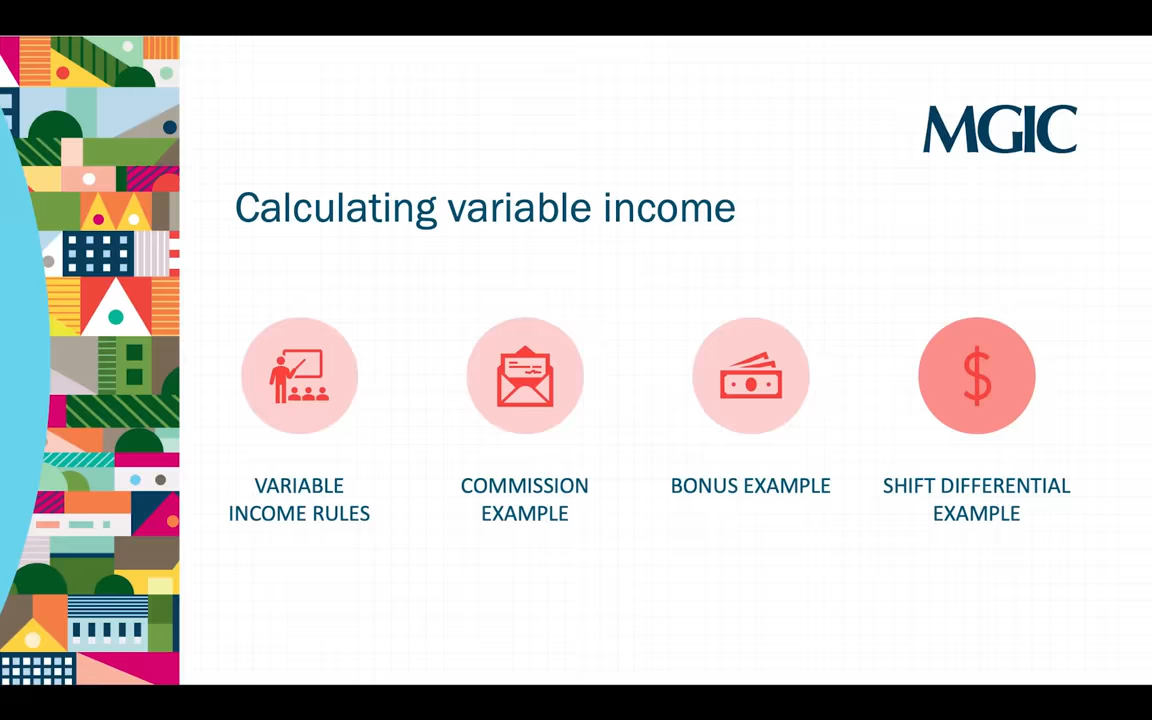 MGIC
Calculating variable income
VARIABLE
INCOME RULES
COMMISSION
EXAMPLE
BONUS EXAMPLE
SHIFT DIFFERENTIAL
EXAMPLE